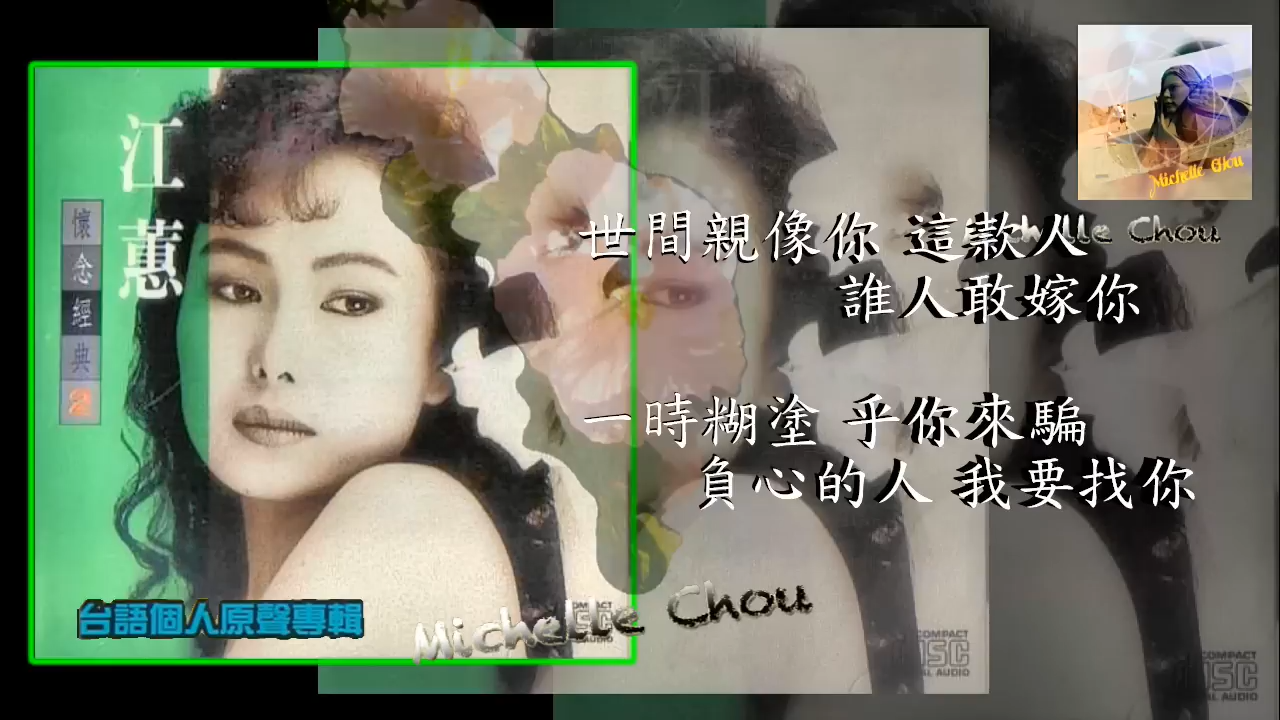 江蕙
懷念經典2
世間親像你 這款人
誰人敢嫁你
一時糊塗 乎你來騙
負心的人 我要找你
台語個人原聲專輯
Michelle Chou
Michelle Chou
COMPACT
DISC
DIGITAL AUDIO